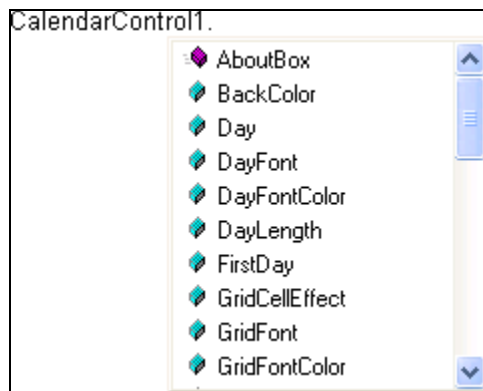 CalendarControl1.
AboutBox
BackColor
Day
DayFont
DayFontColor
DayLength
FirstDay
GridCellEffect
GridFont
GridFontColor